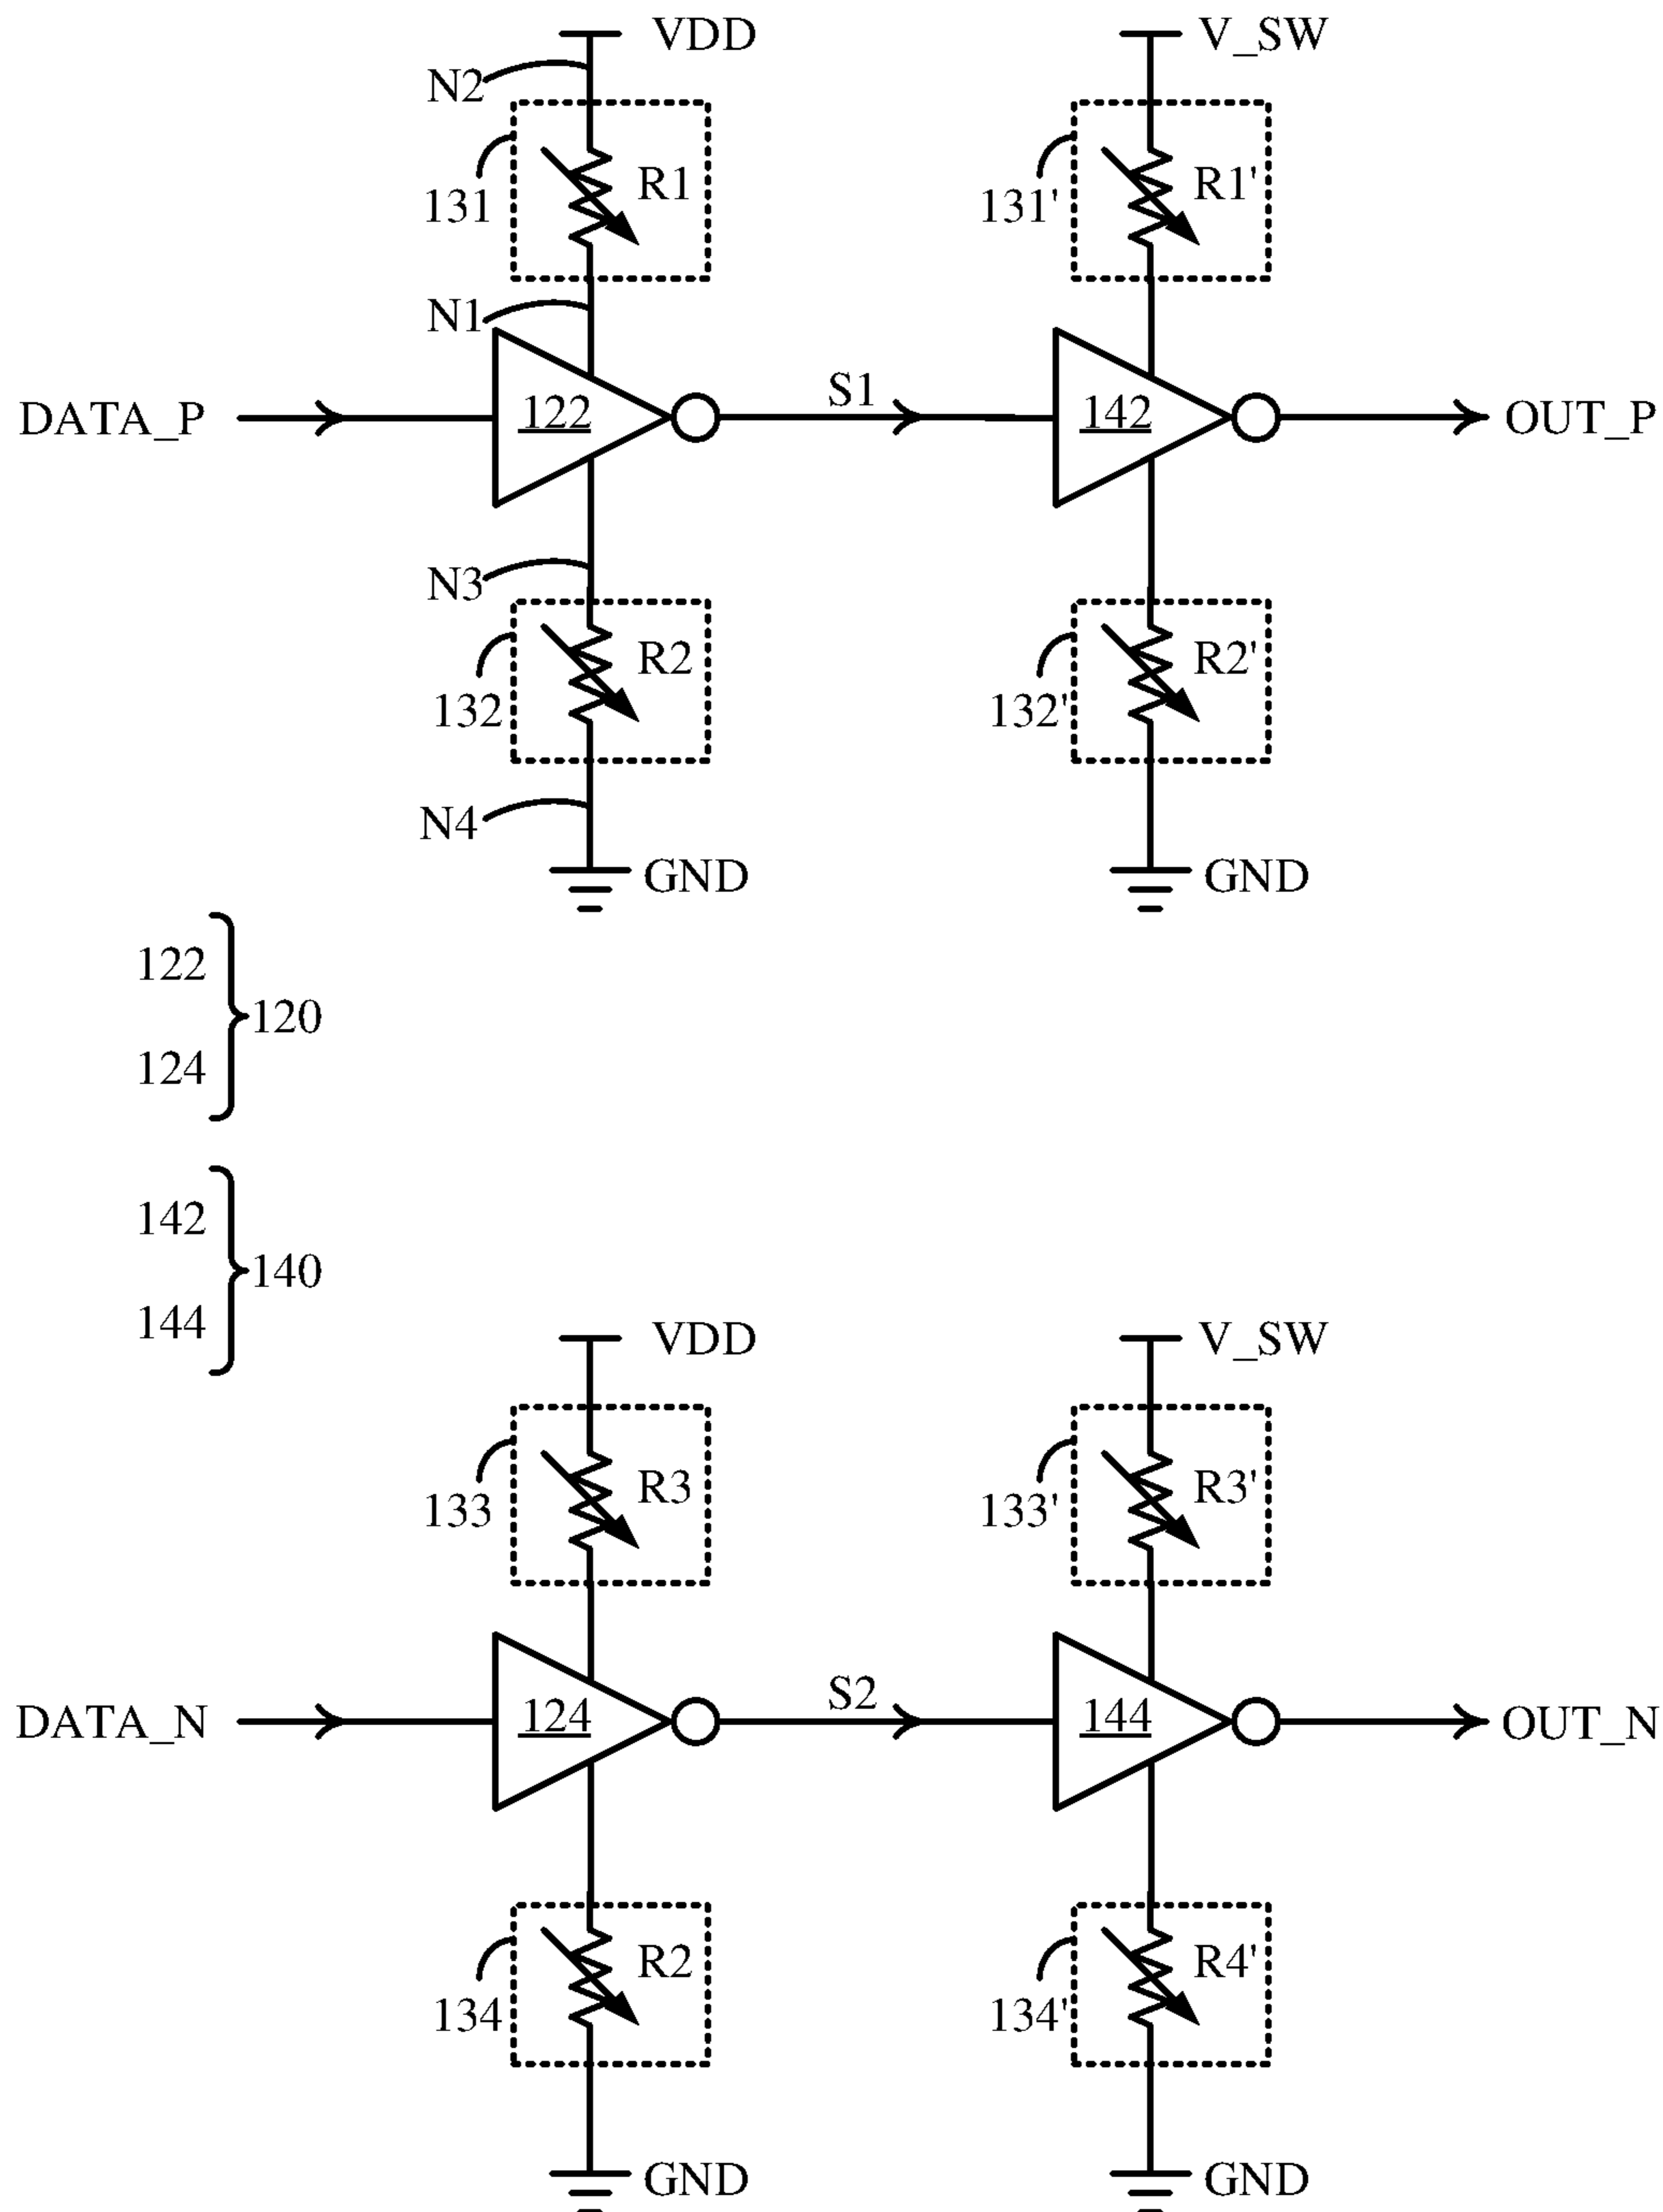 VDD
V_SW
N2
R1
R1'
131
131'
N1
S1
DATA_P
122
142
OUT_P
N3
R2
R2'
132
132'
N4
GND
GND
122
120
124
142
140
144
VDD
V_SW
R3
R3'
133
133'
S2
DATA_N
124
144
OUT_N
R2
R4'
134
134'
GND
GND